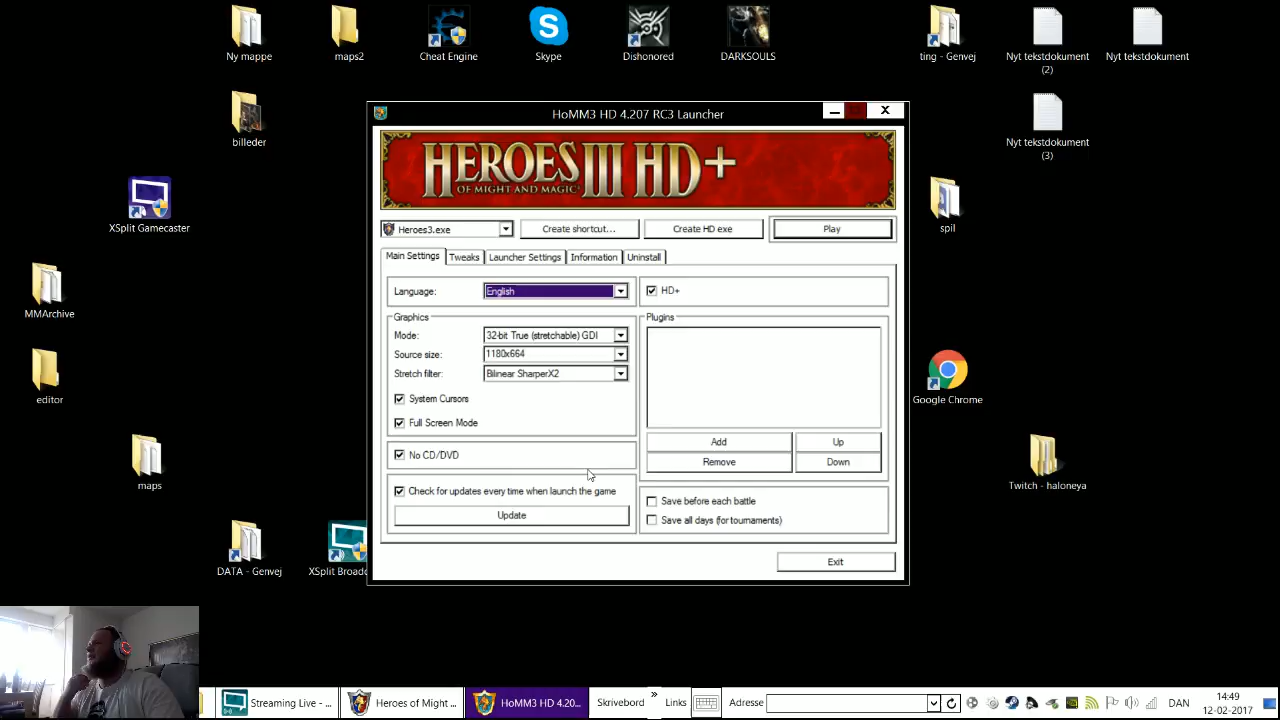 Ny mappe
maps2
Cheat Engine
Skype
Dishonored
DARKSOULS
ting - Genvej
Nyt tekstdokument (2)
Nyt tekstdokument
billeder
Nyt tekstdokument (3)
XSplit Gamecaster
spil
MMArchive
editor
Google Chrome
maps
Twitch - haloneya
DATA - Genvej
XSplit Broadc
HoMM3 HD 4.207 RC3 Launcher
HEROES III HD+
OF MIGHT AND MAGIC
Heroes3.exe
Create shortcut...
Create HD exe
Play
Main Settings
Tweaks
Launcher Settings
Information
Uninstall
Language:
English
HD+
Graphics
Mode:
32-bit True (stretchable) GDI
Source size:
1180x664
Stretch filter:
Bilinear SharperX2
System Cursors
Full Screen Mode
No CD/DVD
Check for updates every time when launch the game
Update
Plugins
Add
Up
Remove
Down
Save before each battle
Save all days (for tournaments)
Exit
Streaming Live - ...
Heroes of Might ...
HoMM3 HD 4.20...
Skrivebord
»
Links
Adresse
DAN
14:49
12-02-2017